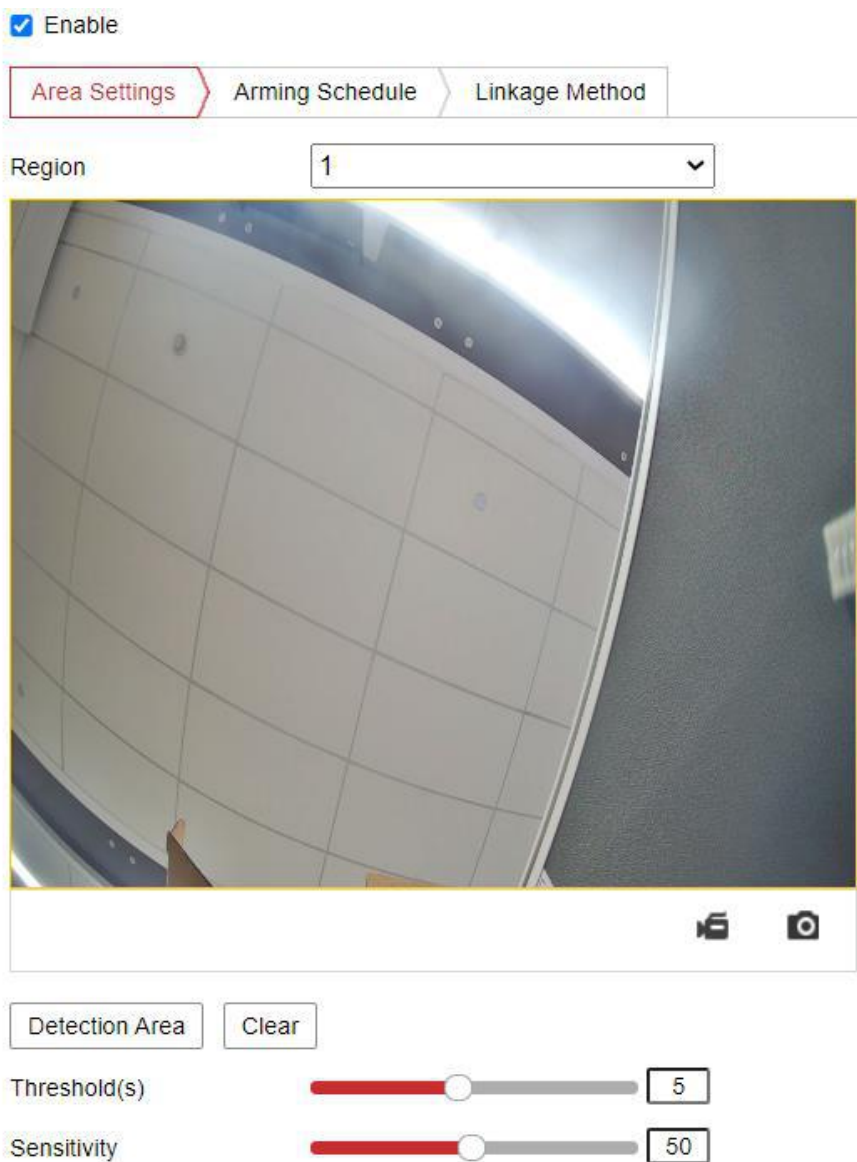 Enable
Area Settings Arming Schedule Linkage Method
Region 1
Detection Area Clear
Threshold(s) 5
Sensitivity 50